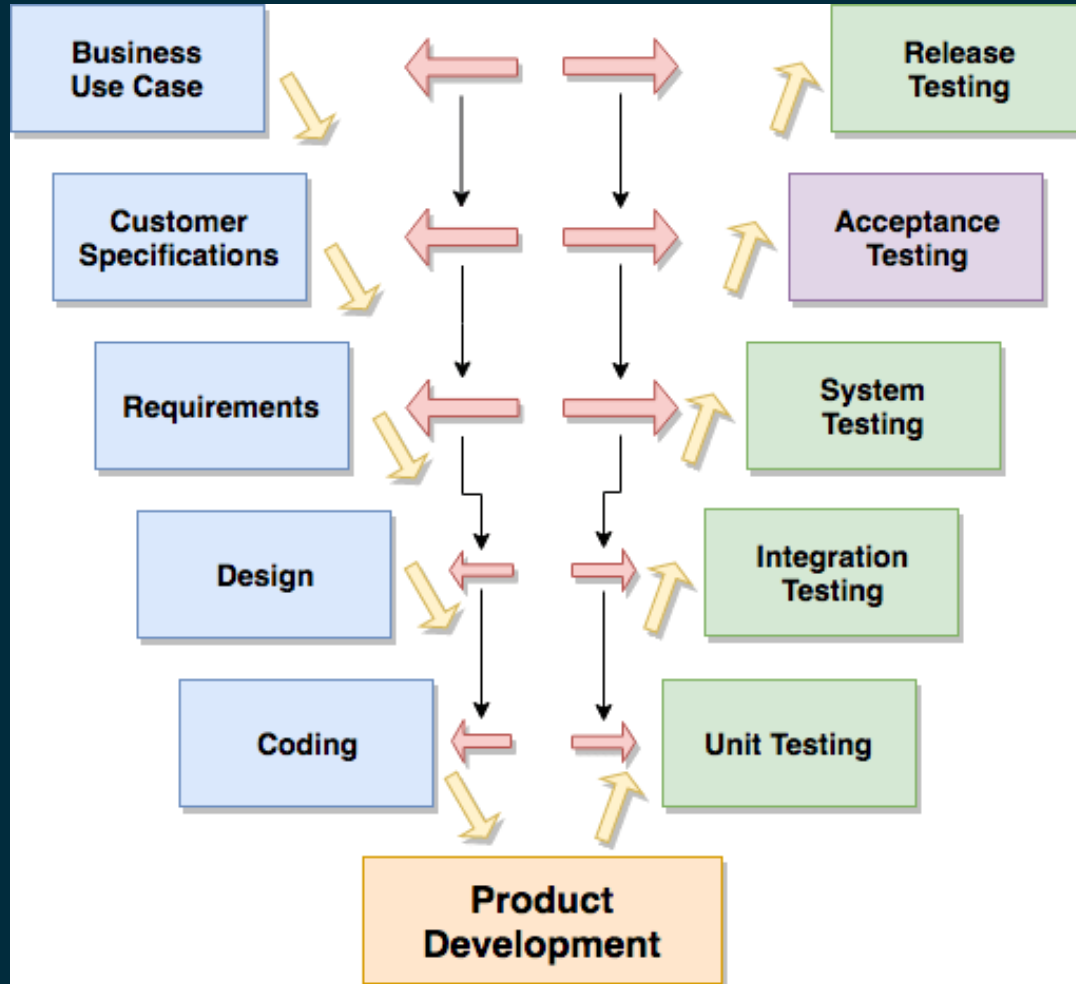 Business
Use Case
Release
Testing
Customer
Specifications
Acceptance
Testing
Requirements
System
Testing
Design
Integration
Testing
Coding
Unit Testing
Product
Development